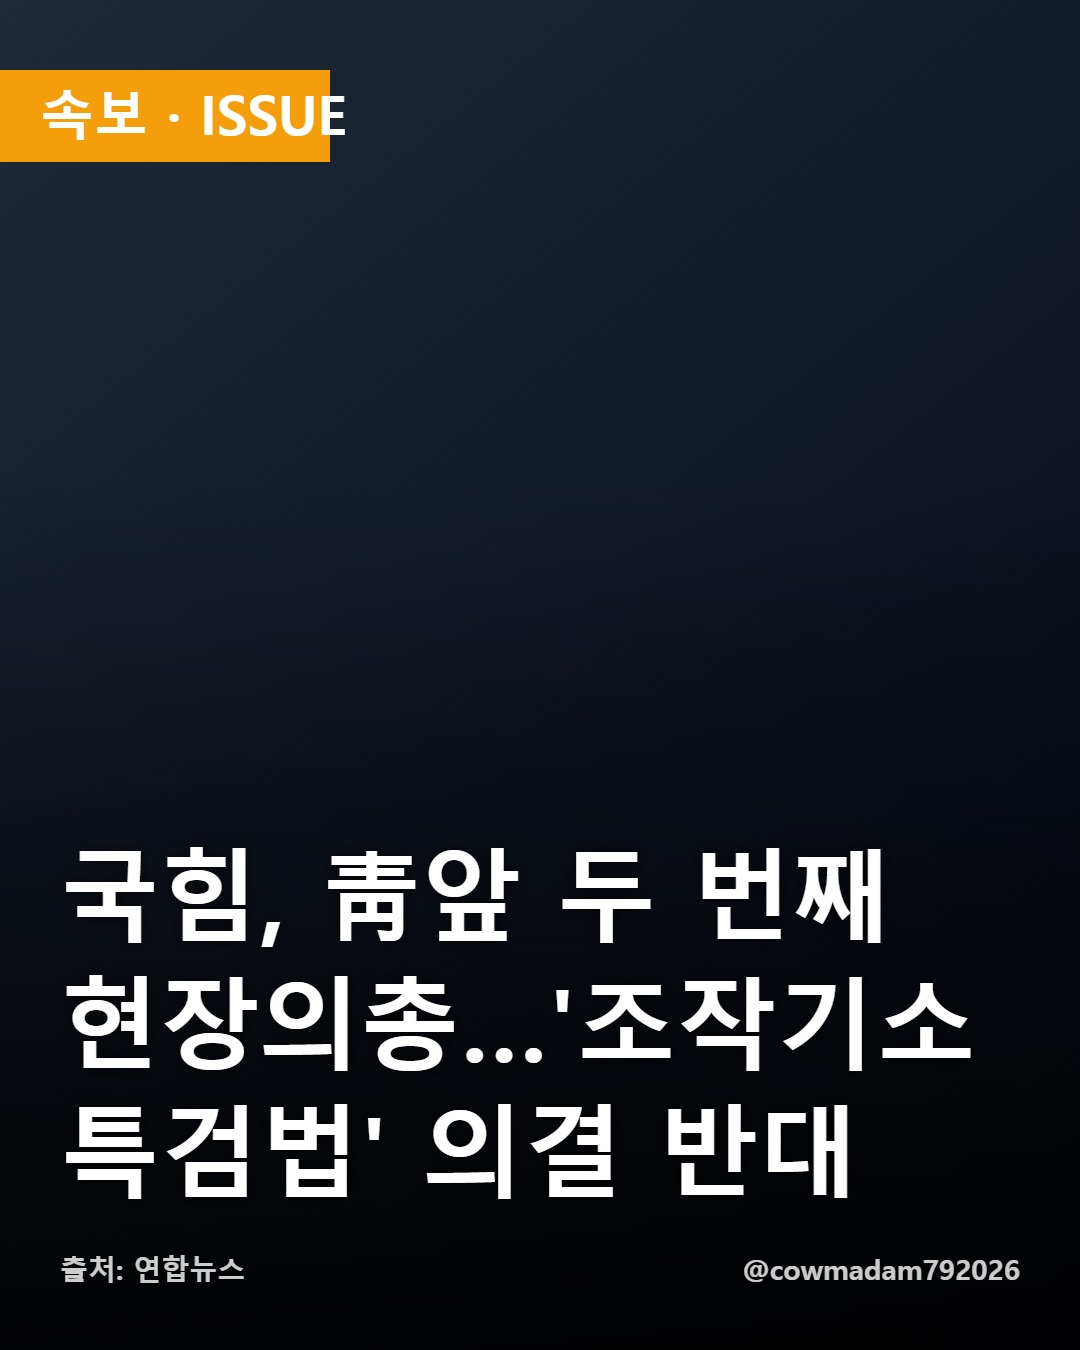 속보 · ISSUE
국힘, 靑앞 두 번째
현장의총…'조작기소
특검법' 의결 반대
출처: 연합뉴스
@cowmadam792026